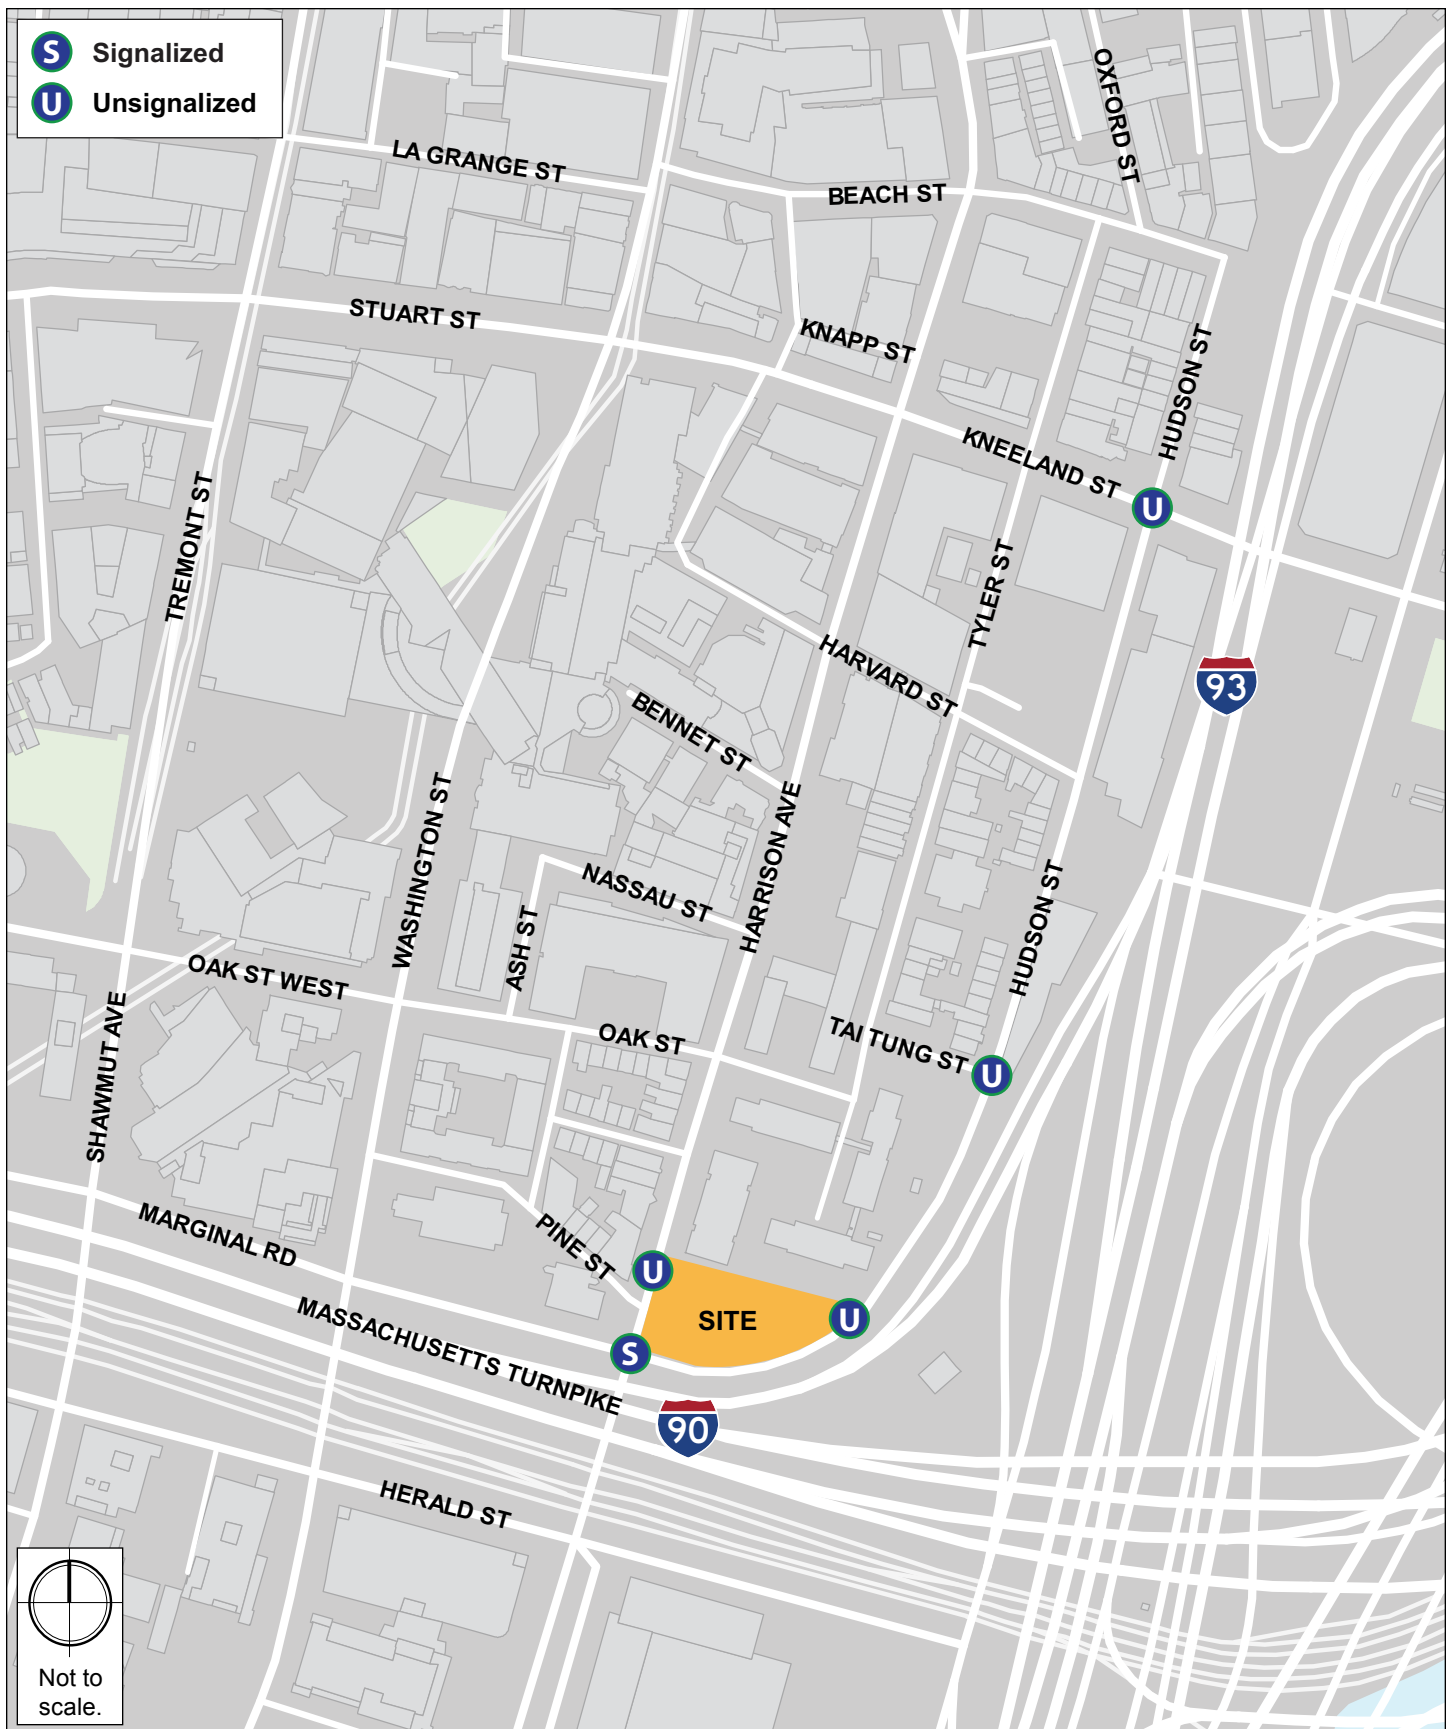 S Signalized
U Unsignalized
OXFORD ST
LA GRANGE ST
BEACH ST
STUART ST
KNAPP ST
HUDSON ST
KNEELAND ST
U
TREMONT ST
TYLER ST
HARVARD ST
93
BENNET ST
WASHINGTON ST
HARRISON AVE
NASSAU ST
HUDSON ST
ASH ST
OAK ST WEST
SHAWMUT AVE
OAK ST
TAI TUNG ST
U
MARGINAL RD
PINE ST
U
SITE
U
S
MASSACHUSETTS TURNPIKE
90
HERALD ST
Not to
scale.